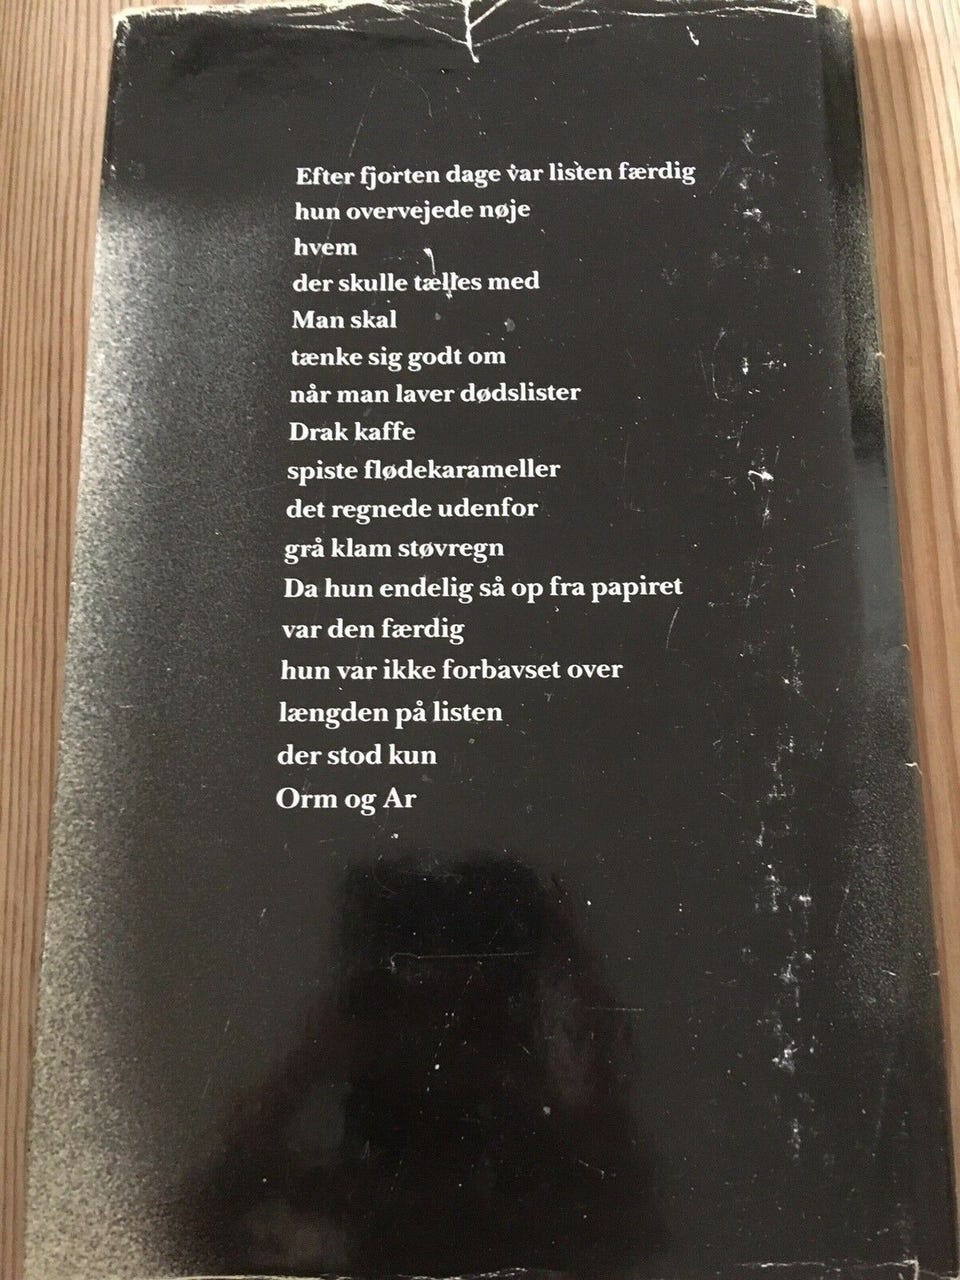 Efter fjorten dage var listen færdig
hun overvejede nøje
hvem
der skulle tælles med
Man skal
tænke sig godt om
når man laver dødslister
Drak kaffe
spiste flødekarameller
det regnede udenfor
grå klam støvregn
Da hun endelig så op fra papiret
var den færdig
hun var ikke forbavset over
længden på listen
der stod kun
Orm og Ar